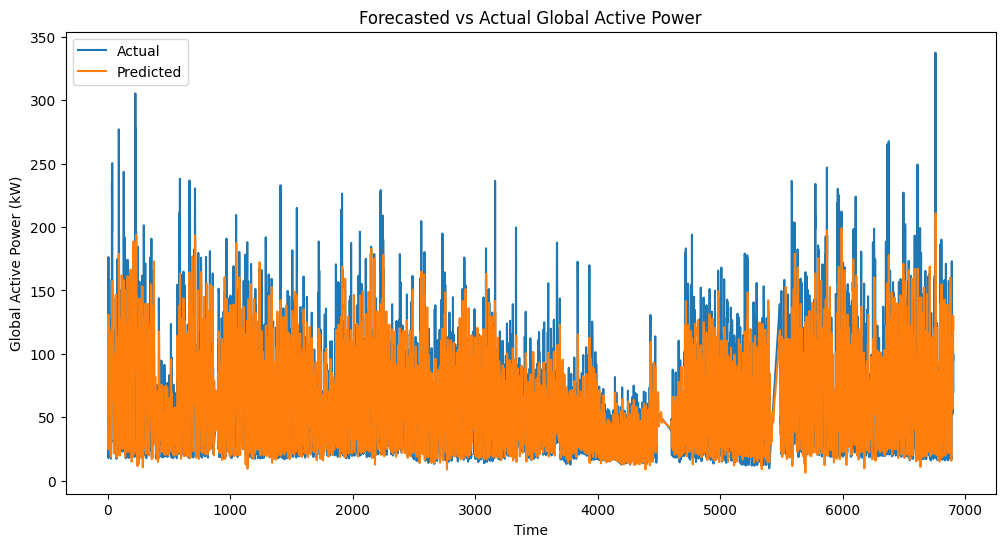 Forecasted vs Actual Global Active Power
Actual
Predicted
Global Active Power (kW)
350
300
250
200
150
100
50
0
0 1000 2000 3000 4000 5000 6000 7000
Time